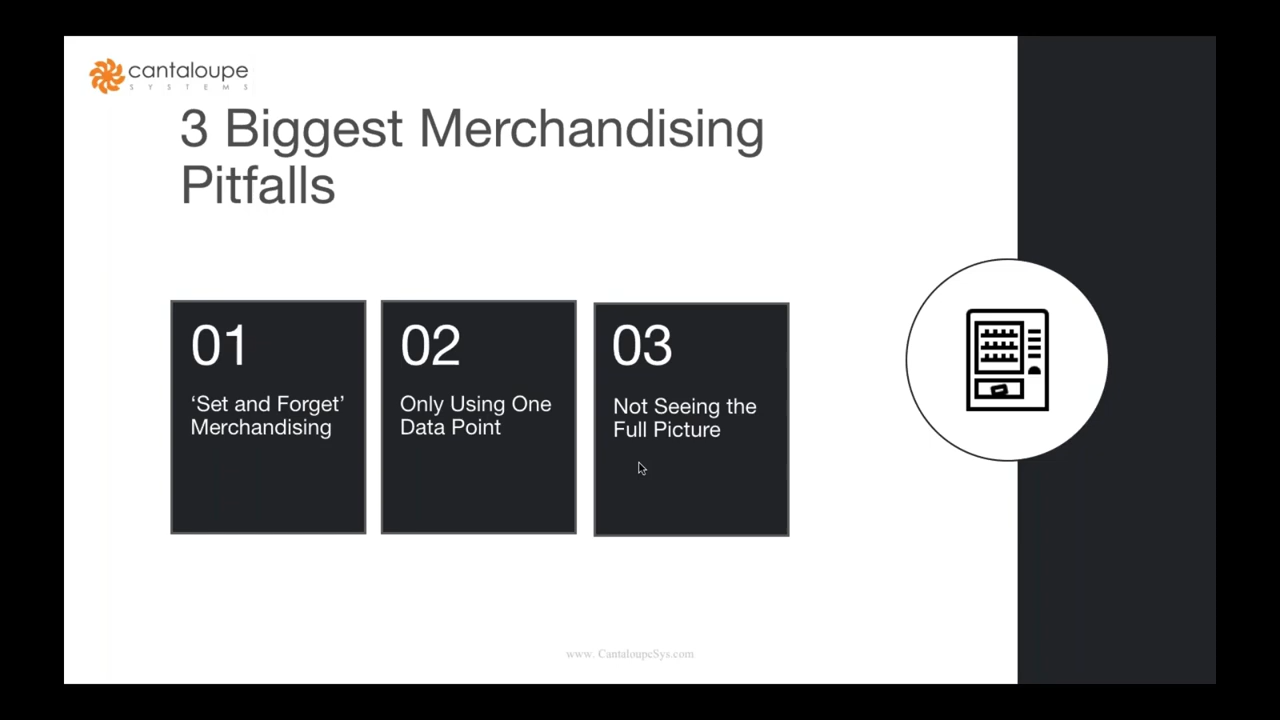 cantaloupe
SYSTEMS
3 Biggest Merchandising
Pitfalls
01
‘Set and Forget’
Merchandising
02
Only Using One
Data Point
03
Not Seeing the
Full Picture
www. CantaloupeSys.com